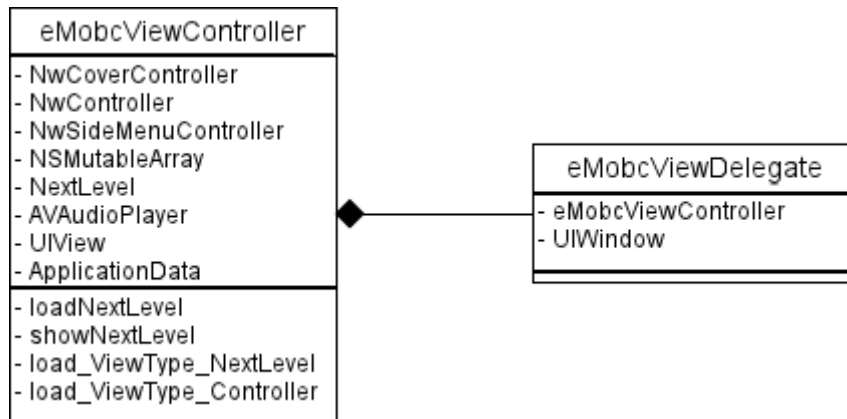 eMobcViewController
- NwCoverController
- NwController
- NwSideMenuController
- NSMutableArray
- NextLevel
- AVAudioPlayer
- UIView
- ApplicationData
- loadNextLevel
- showNextLevel
- load_ViewType_NextLevel
- load_ViewType_Controller
eMobcViewDelegate
- eMobcViewController
- UIWindow